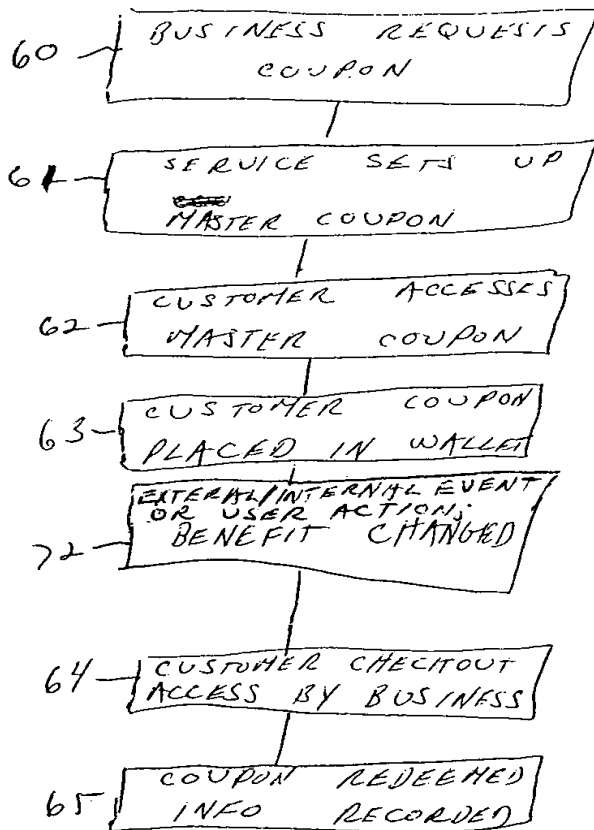 60 BUSINESS REQUESTS
COUPON
61 SERVICE SETS UP
MASTER COUPON
62 CUSTOMER ACCESSES
MASTER COUPON
63 CUSTOMER COUPON
PLACED IN WALLET
EXTERAL/INTERNAL EVENT
OR USER ACTION;
72 BENEFIT CHANGED
64 CUSTOMER CHECKOUT
ACCESS BY BUSINESS
COUPON REDEEMED
65 INFO RECORDED